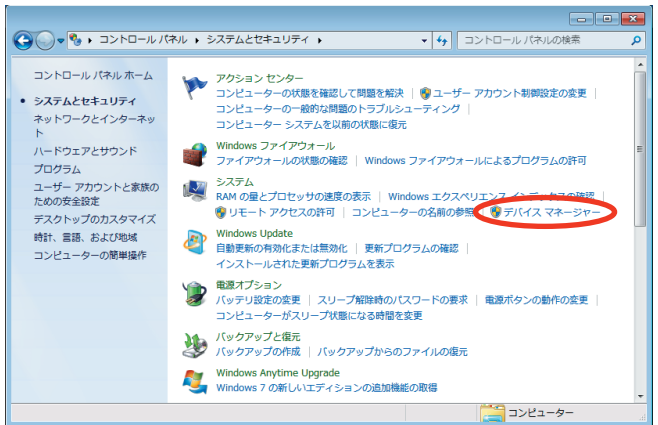 コントロール パネル ▸ システムとセキュリティ ▸
コントロール パネルの検索
コントロール パネル ホーム
システムとセキュリティ
ネットワークとインターネッ
ト
ハードウェアとサウンド
プログラム
ユーザー アカウントと家族の
ための安全設定
デスクトップのカスタマイズ
時計、言語、および地域
コンピューターの簡単操作
アクション センター
コンピューターの状態を確認して問題を解決 | ユーザー アカウント制御設定の変更 |
コンピューターの一般的な問題のトラブルシューティング |
コンピューター システムを以前の状態に復元
Windows ファイアウォール
ファイアウォールの状態の確認 | Windows ファイアウォールによるプログラムの許可
システム
RAM の量とプロセッサの速度の表示 | Windows エクスペリエンス インデックスの確認 |
リモート アクセスの許可 | コンピューターの名前の参照 | デバイス マネージャー
Windows Update
自動更新の有効化または無効化 | 更新プログラムの確認 |
インストールされた更新プログラムを表示
電源オプション
バッテリ設定の変更 | スリープ解除時のパスワードの要求 | 電源ボタンの動作の変更 |
コンピューターがスリープ状態になる時間を変更
バックアップと復元
バックアップの作成 | バックアップからのファイルの復元
Windows Anytime Upgrade
Windows 7 の新しいエディションの追加機能の取得
コンピューター